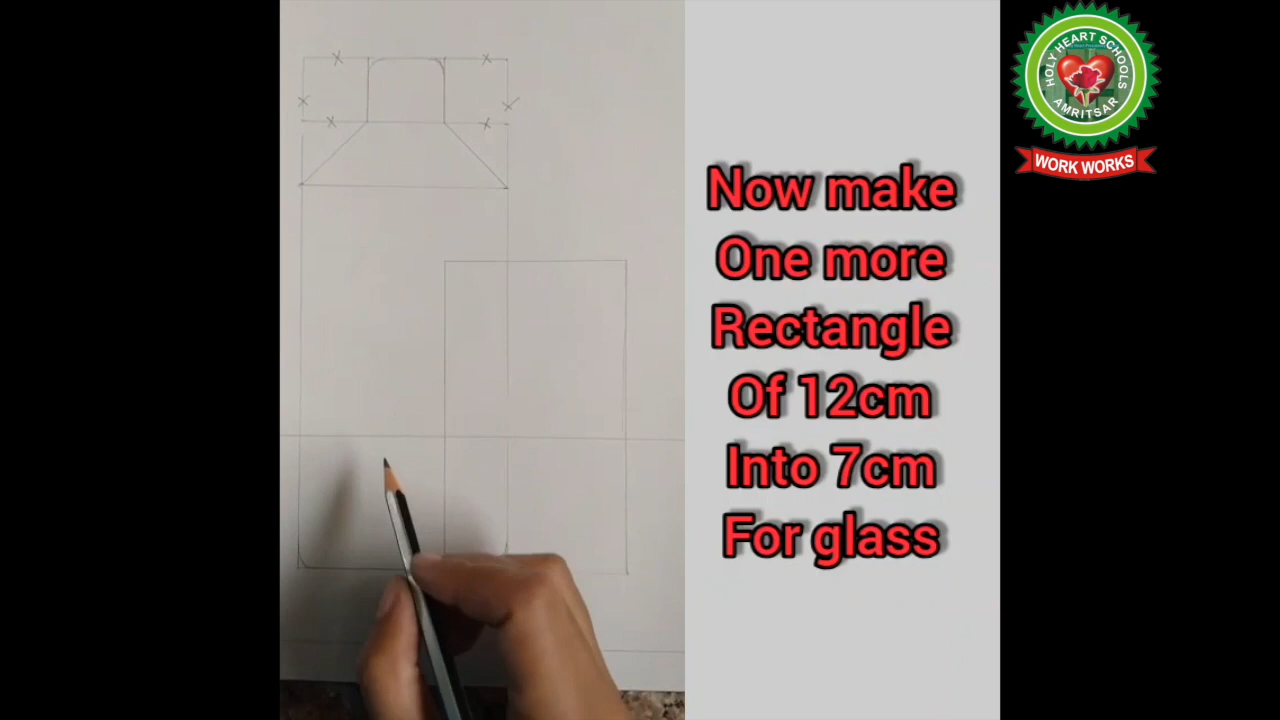 HOLY HEART SCHOOLS
AMRITSAR
WORK WORKS
Now make
One more
Rectangle
Of 12cm
Into 7cm
For glass